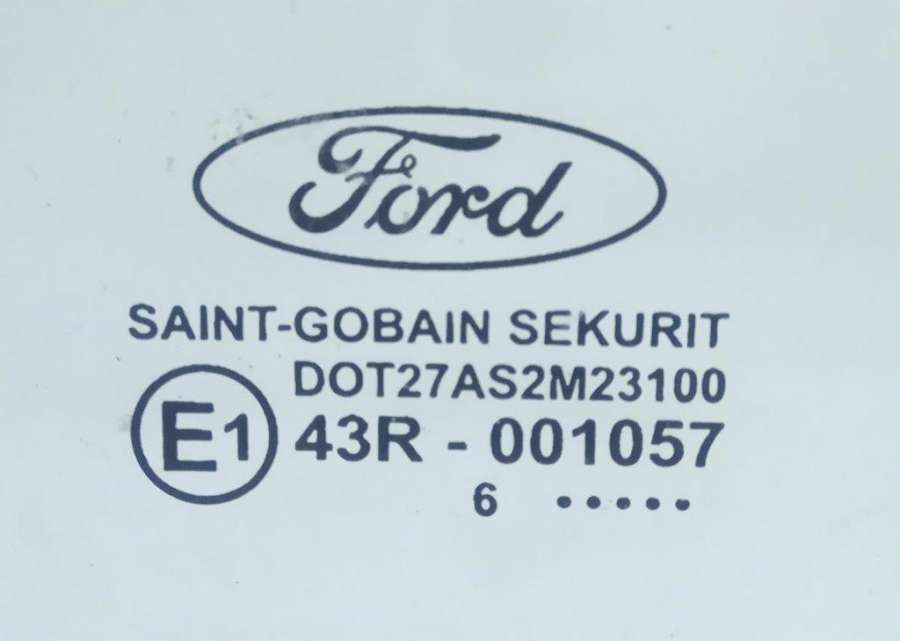 Ford
SAINT-GOBAIN SEKURIT
DOT27AS2M23100
E1 43R - 001057
6 •••••